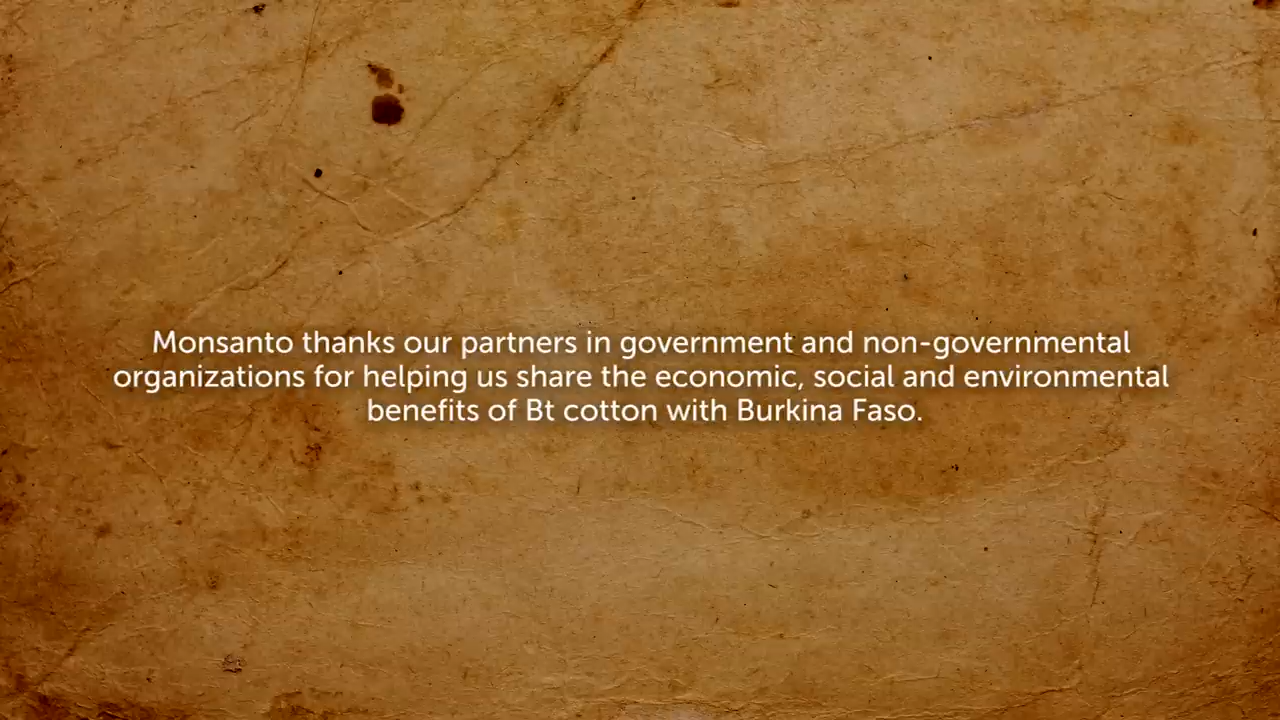 Monsanto thanks our partners in government and non-governmental
organizations for helping us share the economic, social and environmental
benefits of Bt cotton with Burkina Faso.